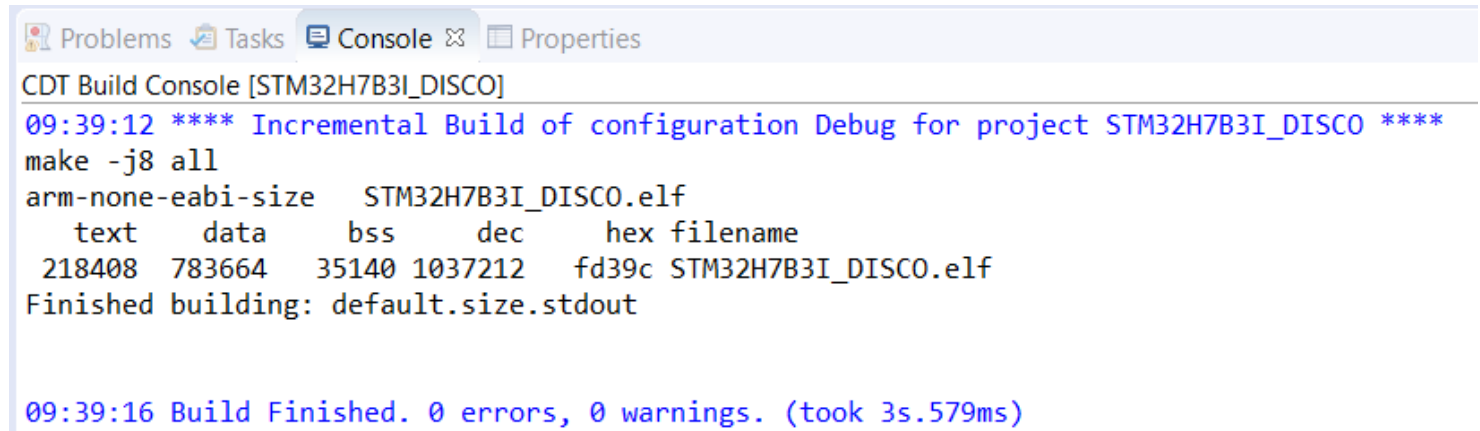 Problems Tasks Console Properties
CDT Build Console [STM32H7B3I_DISCO]
09:39:12 **** Incremental Build of configuration Debug for project STM32H7B3I_DISCO ****
make -j8 all
arm-none-eabi-size   STM32H7B3I_DISCO.elf
   text    data     bss     dec     hex filename
 218408  783664   35140 1037212   fd39c STM32H7B3I_DISCO.elf
Finished building: default.size.stdout
09:39:16 Build Finished. 0 errors, 0 warnings. (took 3s.579ms)